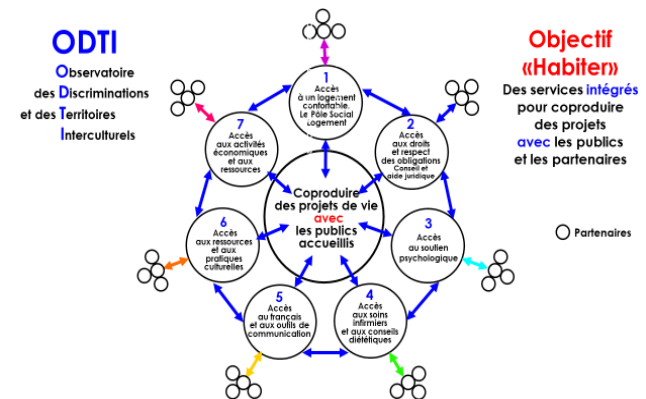 ODTI
Observatoire
des Discriminations
et des Territoires
Interculturels
Objectif
«Habiter»
Des services intégrés
pour coproduire
des projets
avec les publics
et les partenaires
Partenaires
1
Accès
à un logement
confortable.
Le Pôle Social
Logement
2
Accès
aux droits
et respect
des obligations
Conseil et
aide juridique
3
Accès
au soutien
psychologique
4
Accès
aux soins
infirmiers
et aux conseils
diététiques
5
Accès
au français
et aux outils de
communication
6
Accès
aux ressources
et aux
pratiques
culturelles
7
Accès
aux activités
économiques
et aux
ressources
Coproduire
des projets de vie
avec
les publics
accueillis